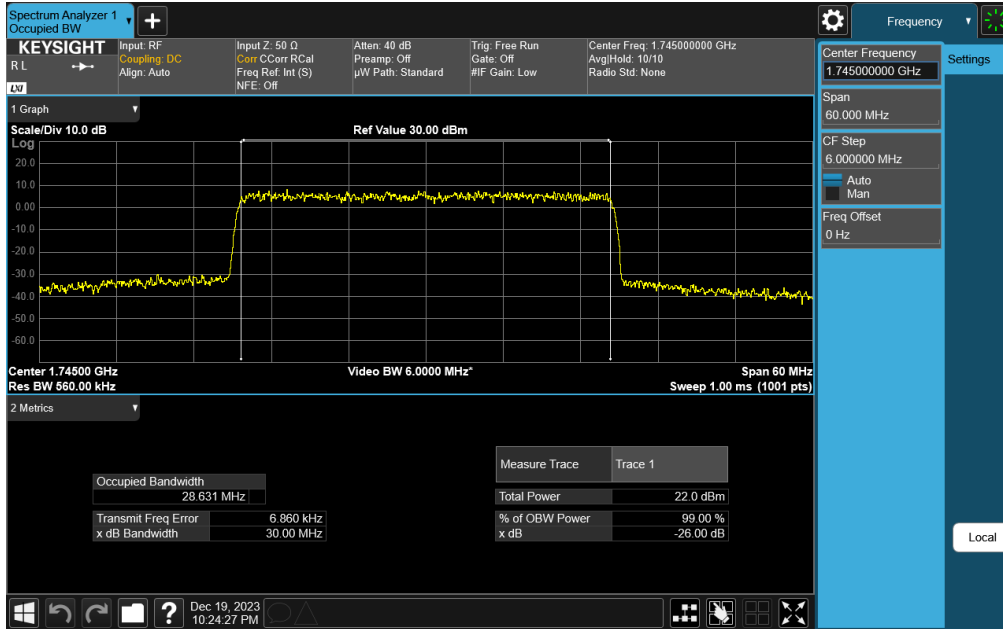 Spectrum Analyzer 1
Occupied BW
Frequency
KEYSIGHT
R L
LXI
Input: RF
Coupling: DC
Align: Auto
Input Z: 50 Ω
Corr CCorr RCal
Freq Ref: Int (S)
NFE: Off
Atten: 40 dB
Preamp: Off
µW Path: Standard
Trig: Free Run
Gate: Off
#IF Gain: Low
Center Freq: 1.745000000 GHz
Avg|Hold: 10/10
Radio Std: None
Center Frequency
1.745000000 GHz
Settings
Span
60.000 MHz
CF Step
6.000000 MHz
Auto
Man
Freq Offset
0 Hz
Local
1 Graph
Scale/Div 10.0 dB
Ref Value 30.00 dBm
Log
20.0
10.0
0.00
-10.0
-20.0
-30.0
-40.0
-50.0
-60.0
Center 1.74500 GHz
Video BW 6.0000 MHz*
Span 60 MHz
Res BW 560.00 kHz
Sweep 1.00 ms (1001 pts)
2 Metrics
Occupied Bandwidth
28.631 MHz
Transmit Freq Error 6.860 kHz
x dB Bandwidth 30.00 MHz
Measure Trace Trace 1
Total Power 22.0 dBm
% of OBW Power 99.00 %
x dB -26.00 dB
Dec 19, 2023
10:24:27 PM